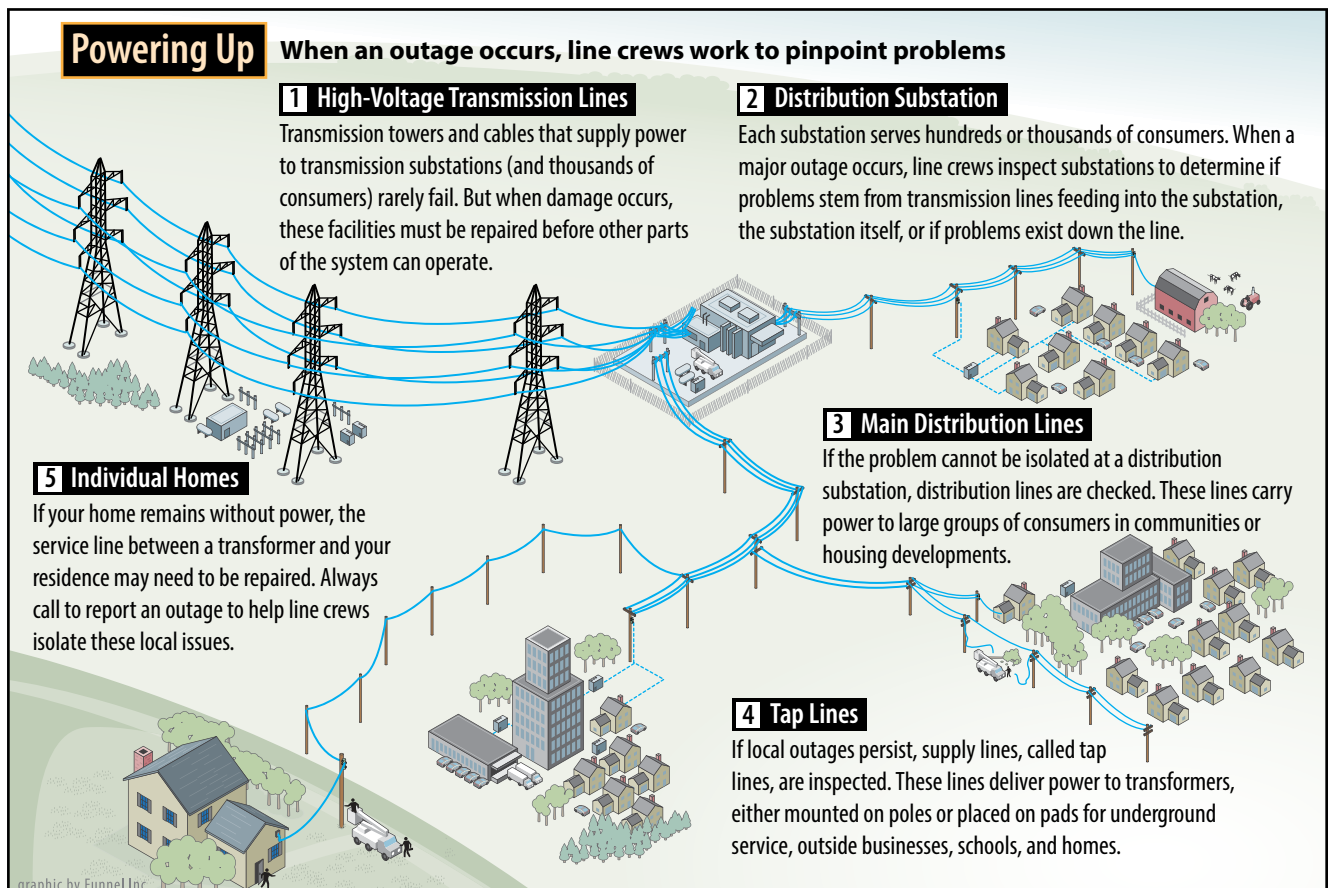 Powering Up
When an outage occurs, line crews work to pinpoint problems
1 High-Voltage Transmission Lines
Transmission towers and cables that supply power
to transmission substations (and thousands of
consumers) rarely fail. But when damage occurs,
these facilities must be repaired before other parts
of the system can operate.
2 Distribution Substation
Each substation serves hundreds or thousands of consumers. When a
major outage occurs, line crews inspect substations to determine if
problems stem from transmission lines feeding into the substation,
the substation itself, or if problems exist down the line.
3 Main Distribution Lines
If the problem cannot be isolated at a distribution
substation, distribution lines are checked. These lines carry
power to large groups of consumers in communities or
housing developments.
4 Tap Lines
If local outages persist, supply lines, called tap
lines, are inspected. These lines deliver power to transformers,
either mounted on poles or placed on pads for underground
service, outside businesses, schools, and homes.
5 Individual Homes
If your home remains without power, the
service line between a transformer and your
residence may need to be repaired. Always
call to report an outage to help line crews
isolate these local issues.
graphic by Funnel Inc